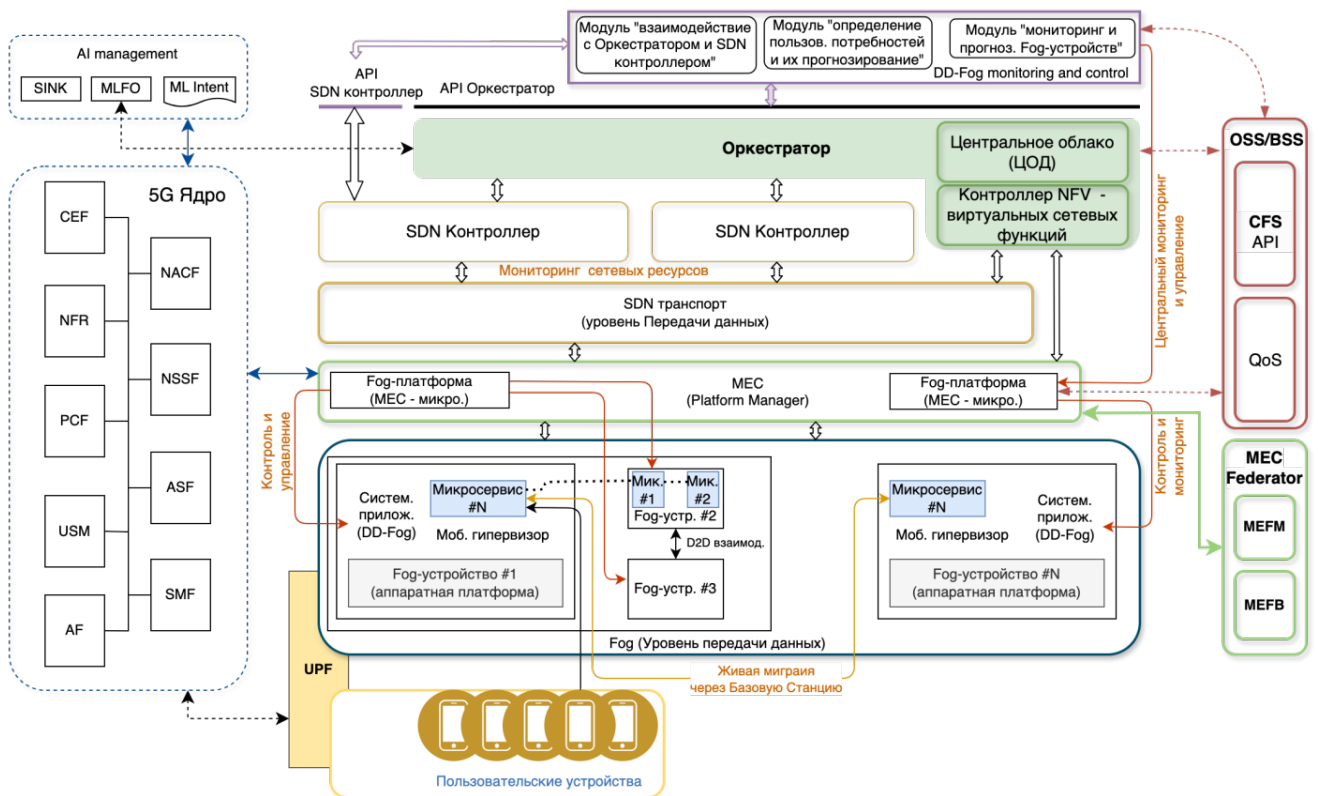 AI management
SINK
MLFO
ML Intent
Модуль "взаимодействие
с Оркестратором и SDN
контроллером"
Модуль "определение
пользов. потребностей
и их прогнозирование"
Модуль "мониторинг и
прогноз. Fog-устройств"
DD-Fog monitoring and control
API
SDN контроллер
API Оркестратор
Оркестратор
Центральное облако
(ЦОД)
Контроллер NFV -
виртуальных сетевых
функций
SDN Контроллер
SDN Контроллер
Мониторинг сетевых ресурсов
SDN транспорт
(уровень Передачи данных)
Центральный мониторинг
и управление
OSS/BSS
CFS
API
QoS
5G Ядро
CEF
NACF
NFR
NSSF
PCF
ASF
USM
SMF
AF
Fog-платформа
(MEC - микро.)
MEC
(Platform Manager)
Fog-платформа
(MEC - микро.)
Контроль и
управление
Контроль и
мониторинг
MEC
Federator
MEFM
MEFB
Систем.
прилож.
(DD-Fog)
Микросервис
#N
Моб. гипервизор
Fog-устройство #1
(аппаратная платформа)
Мик.
#1
Мик.
#2
Fog-устр. #2
D2D взаимод.
Fog-устр. #3
Микросервис
#N
Систем.
прилож.
(DD-Fog)
Моб. гипервизор
Fog-устройство #N
(аппаратная платформа)
Fog (Уровень передачи данных)
Живая миграия
через Базовую Станцию
UPF
Пользовательские устройства